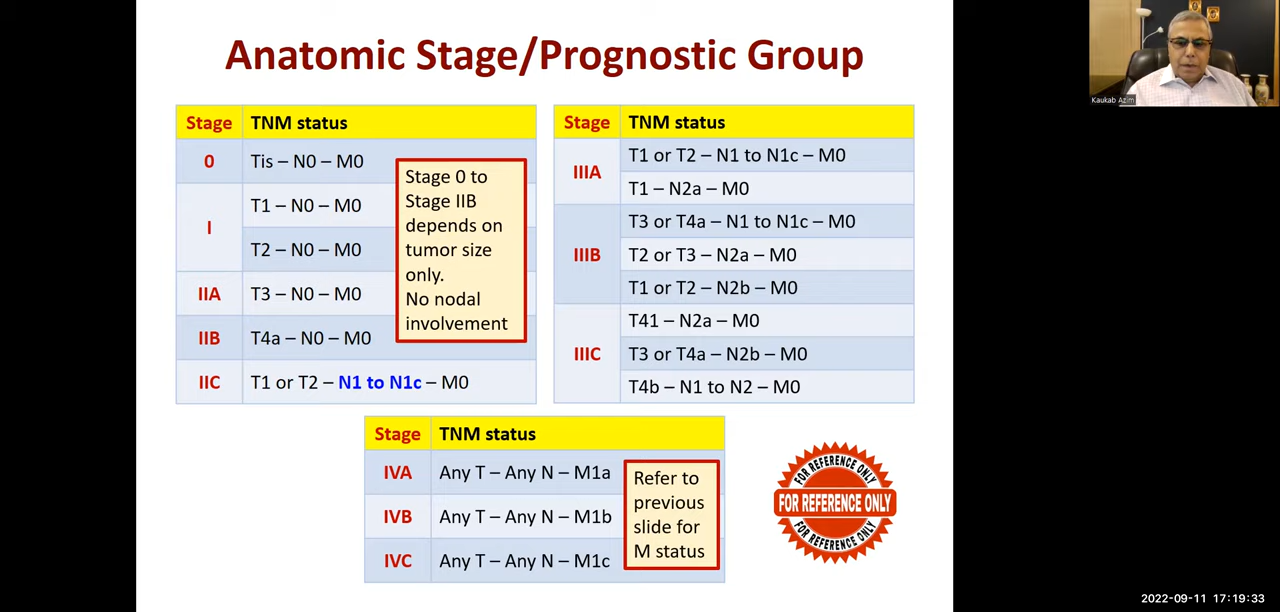 Anatomic Stage/Prognostic Group
Stage TNM status
0 Tis – N0 – M0
I T1 – N0 – M0
T2 – N0 – M0
IIA T3 – N0 – M0
IIB T4a – N0 – M0
IIC T1 or T2 – N1 to N1c – M0
Stage 0 to
Stage IIB
depends on
tumor size
only.
No nodal
involvement
Stage TNM status
IIIA T1 or T2 – N1 to N1c – M0
T1 – N2a – M0
IIIB T3 or T4a – N1 to N1c – M0
T2 or T3 – N2a – M0
T1 or T2 – N2b – M0
IIIC T41 – N2a – M0
T3 or T4a – N2b – M0
T4b – N1 to N2 – M0
Stage TNM status
IVA Any T – Any N – M1a
IVB Any T – Any N – M1b
IVC Any T – Any N – M1c
Refer to
previous
slide for
M status
FOR REFERENCE ONLY
FOR REFERENCE ONLY
FOR REFERENCE ONLY
Kaukab Azim
2022-09-11 17:19:33